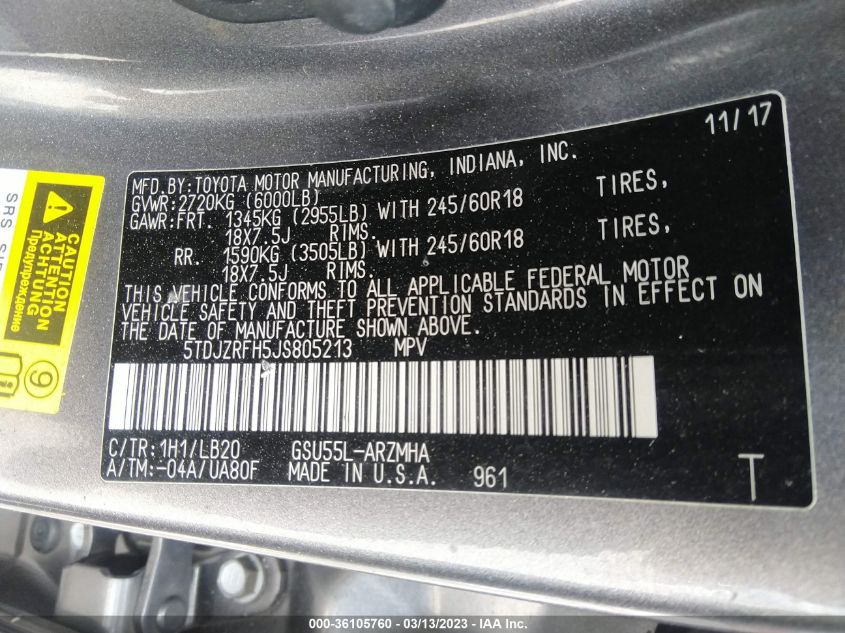 11/17
MFD.BY:TOYOTA MOTOR MANUFACTURING, INDIANA, INC.
GVWR:2720KG (6000LB)
GAWR:FRT. 1345KG (2955LB) WITH 245/60R18 TIRES,
18X7.5J RIMS.
RR. 1590KG (3505LB) WITH 245/60R18 TIRES,
18X7.5J RIMS.
THIS VEHICLE CONFORMS TO ALL APPLICABLE FEDERAL MOTOR
VEHICLE SAFETY AND THEFT PREVENTION STANDARDS IN EFFECT ON
THE DATE OF MANUFACTURE SHOWN ABOVE.
5TDJZRFH5JS805213 MPV
C/TR:1H1/LB20 GSU55L-ARZMHA
A/TM:-04A/UA80F MADE IN U.S.A. 961 T
CAUTION
ATTENTION
ACHTUNG
Предупреждение
9
SRS
000-36105760 - 03/13/2023 - IAA Inc.